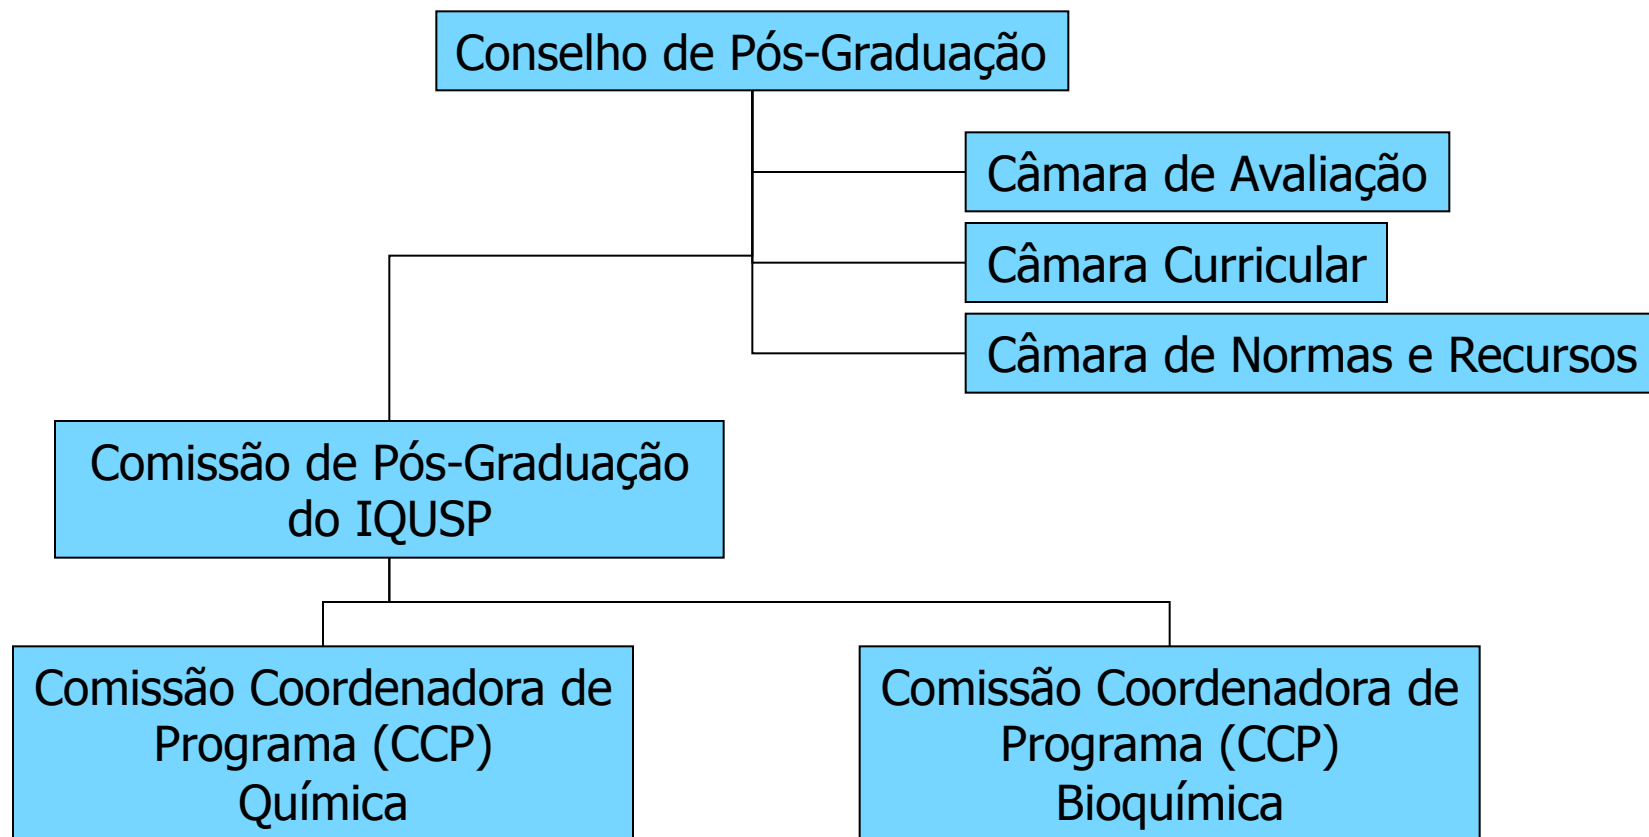 Conselho de Pós-Graduação
Câmara de Avaliação
Câmara Curricular
Câmara de Normas e Recursos
Comissão de Pós-Graduação
do IQUSP
Comissão Coordenadora de
Programa (CCP)
Química
Comissão Coordenadora de
Programa (CCP)
Bioquímica